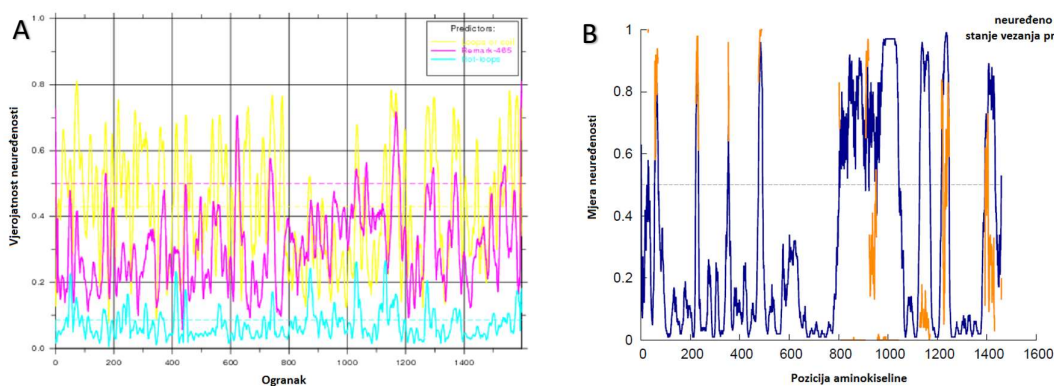 A
Predictors:
Remark-465
Hot-loops
Vjerojatnost neuređenosti
1.0
0.8
0.6
0.4
0.2
0.0
0 200 400 600 800 1000 1200 1400
Ogranak
B
neuređeno
stanje vezanja pr
Mjera neuređenosti
1
0.8
0.6
0.4
0.2
0
0 200 400 600 800 1000 1200 1400 1600
Pozicija aminokiseline